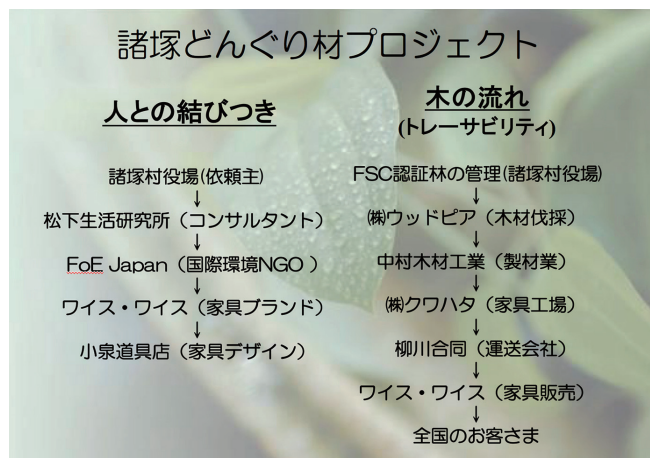 諸塚どんぐり材プロジェクト
人との結びつき
諸塚村役場(依頼主)
↓
松下生活研究所（コンサルタント）
↓
FoE Japan（国際環境NGO ）
↓
ワイス・ワイス（家具ブランド）
↓
小泉道具店（家具デザイン）
木の流れ
(トレーサビリティ)
FSC認証林の管理(諸塚村役場)
↓
㈱ウッドピア（木材伐採）
↓
中村木材工業（製材業）
↓
㈱クワハタ（家具工場）
↓
柳川合同（運送会社）
↓
ワイス・ワイス（家具販売）
↓
全国のお客さま